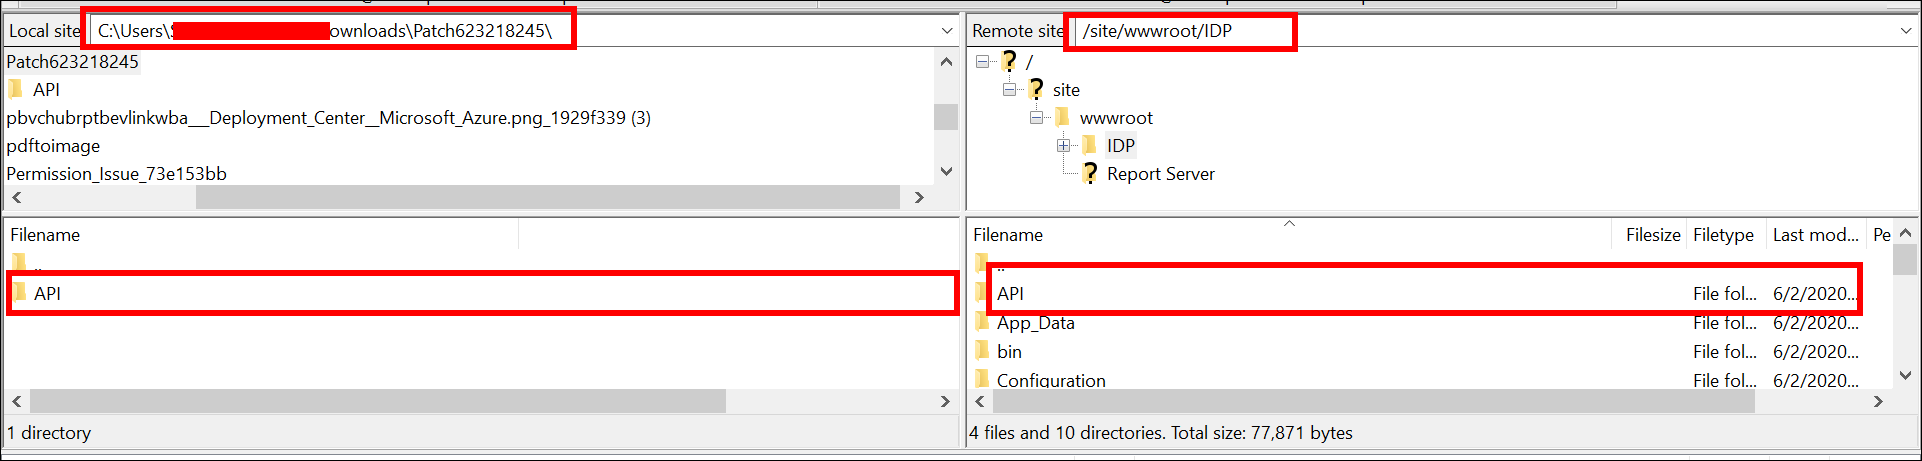 Local site
C:\Users\
ownloads\Patch623218245\
Patch623218245
API
pbvchubrptbevlinkwba___Deployment_Center__Microsoft_Azure.png_1929f339 (3)
pdftoimage
Permission_Issue_73e153bb
Filename
..
API
1 directory
Remote site
/site/wwwroot/IDP
/
site
wwwroot
IDP
Report Server
Filename Filesize Filetype Last mod... Pe
..
API File fol... 6/2/2020...
App_Data File fol... 6/2/2020...
bin File fol... 6/2/2020...
Configuration File fol... 6/2/2020...
4 files and 10 directories. Total size: 77,871 bytes